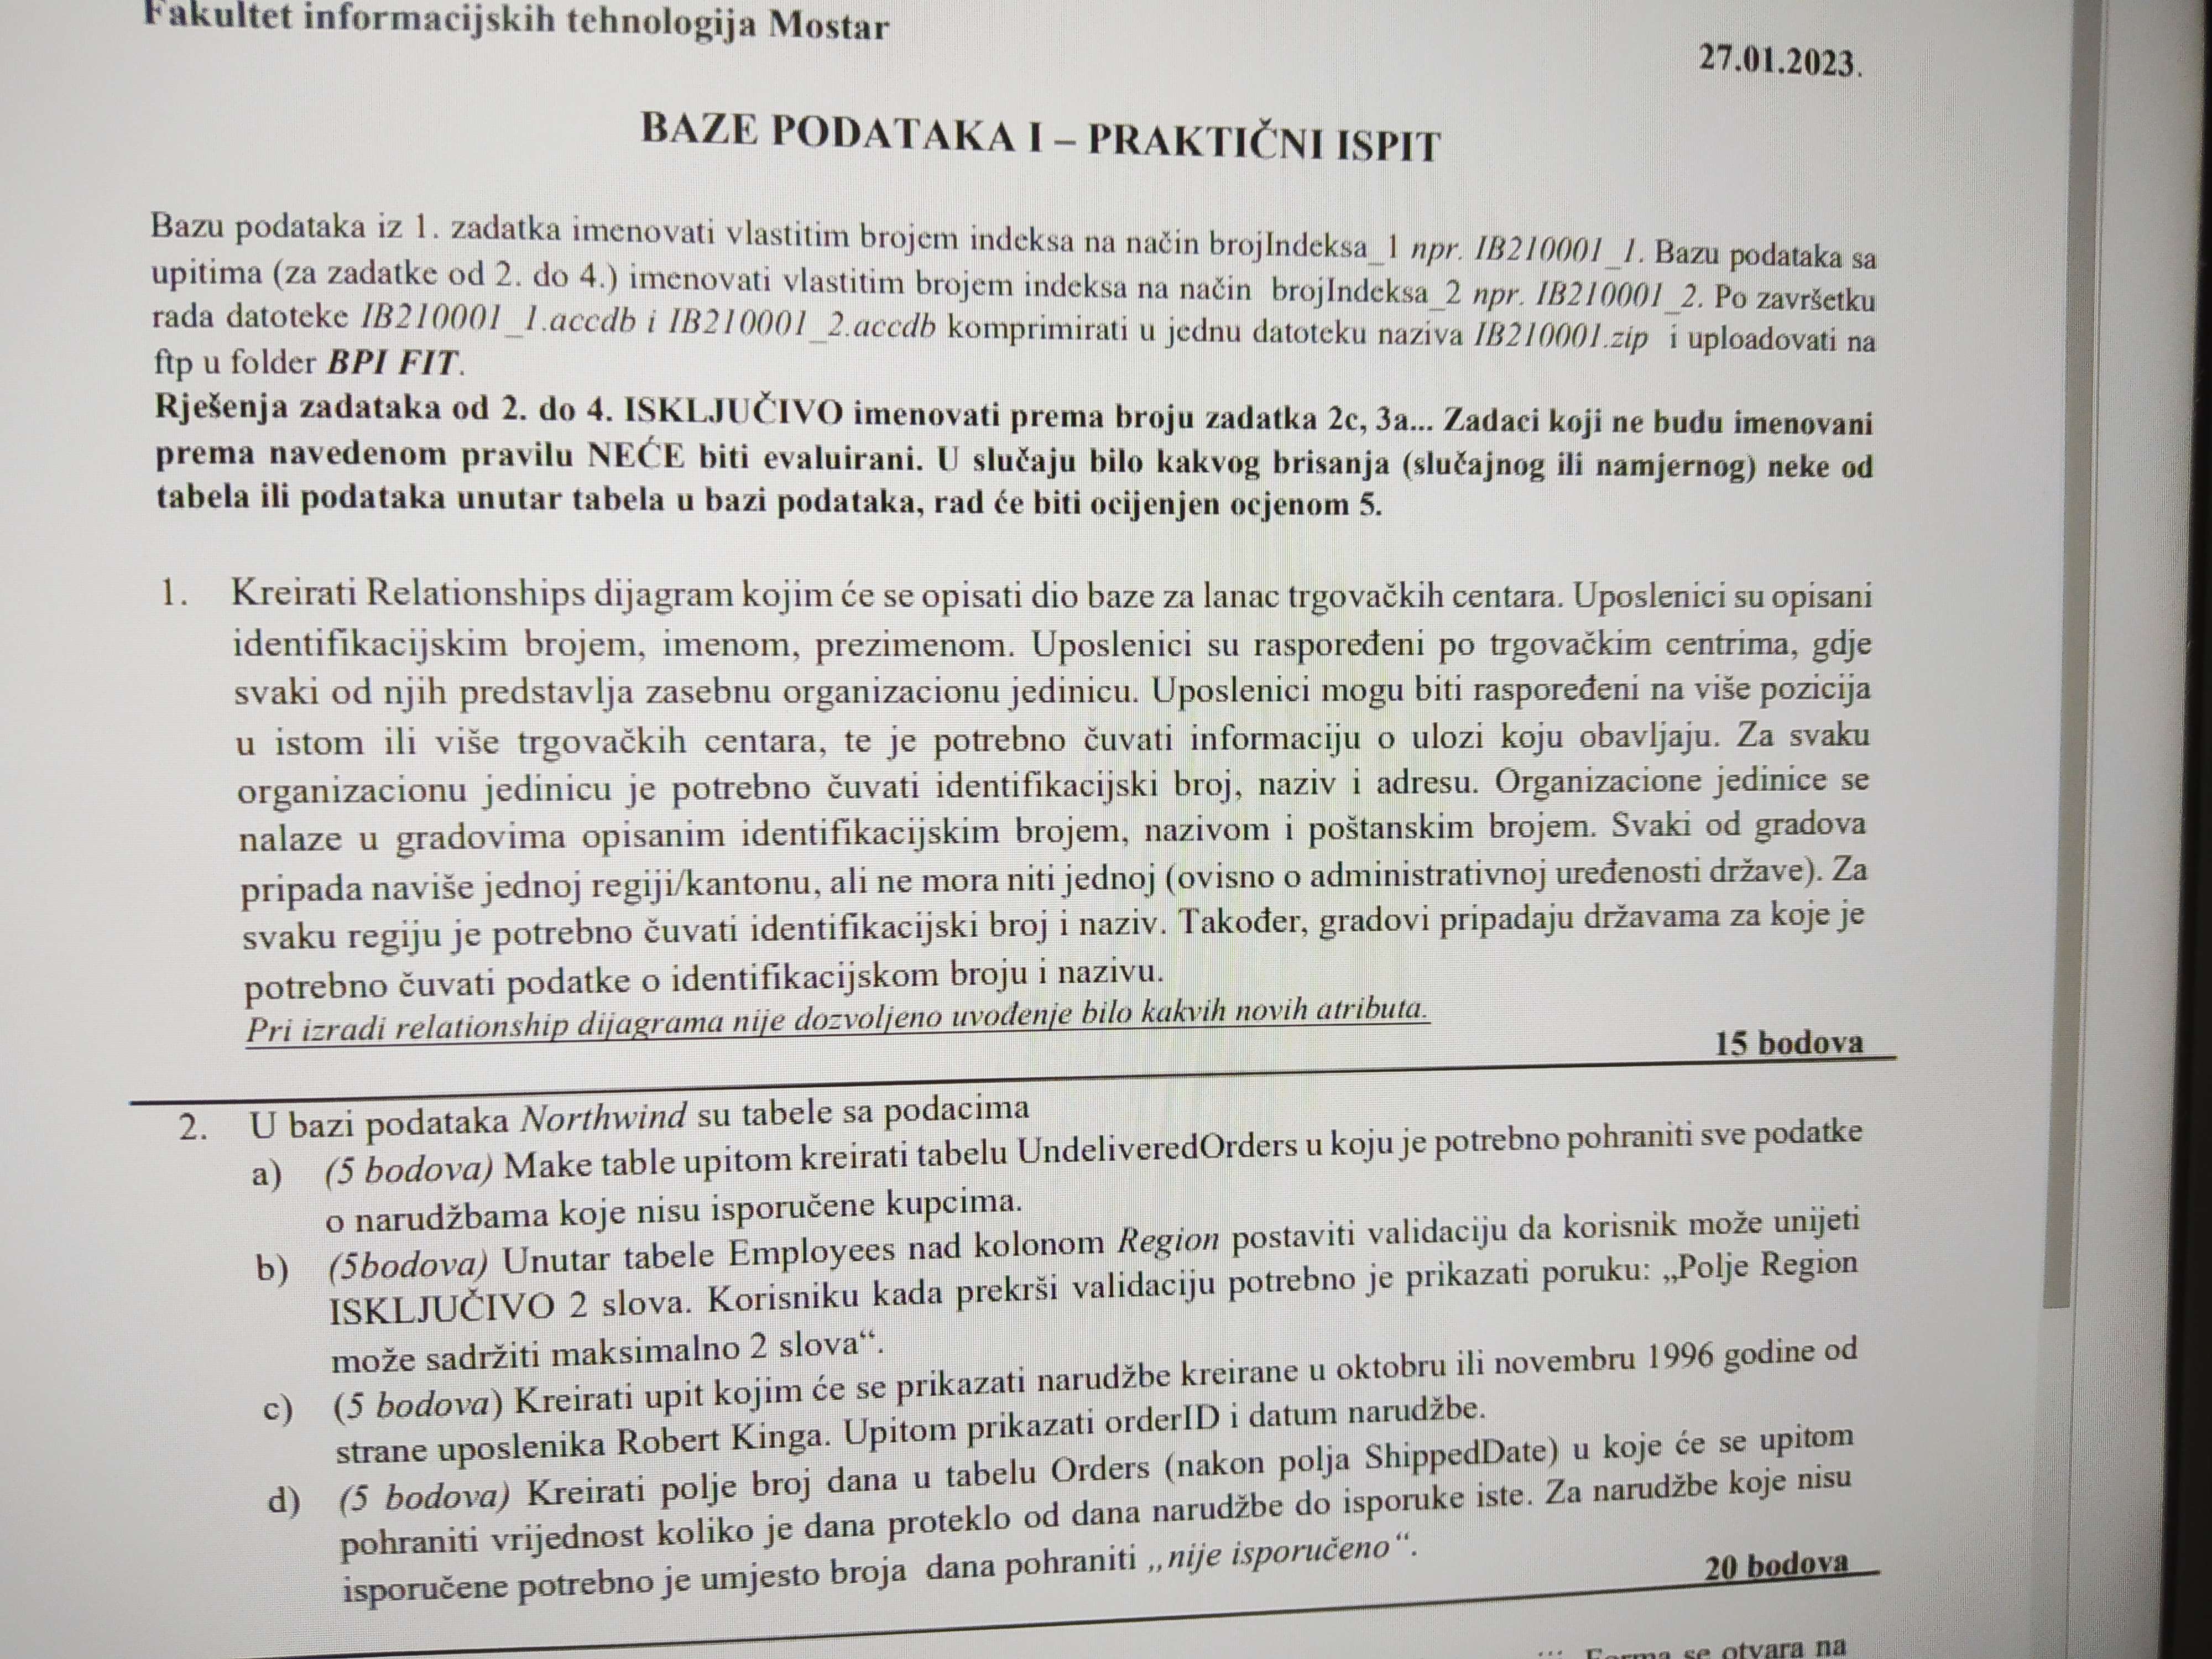 Fakultet informacijskih tehnologija Mostar
27.01.2023.
BAZE PODATAKA I – PRAKTIČNI ISPIT
Bazu podataka iz 1. zadatka imenovati vlastitim brojem indeksa na način brojIndeksa_1 npr. IB210001_1. Bazu podataka sa
upitima (za zadatke od 2. do 4.) imenovati vlastitim brojem indeksa na način brojIndeksa_2 npr. IB210001_2. Po završetku
rada datoteke IB210001_1.accdb i IB210001_2.accdb komprimirati u jednu datoteku naziva IB210001.zip i uploadovati na
ftp u folder BPI FIT.
Rješenja zadataka od 2. do 4. ISKLJUČIVO imenovati prema broju zadatka 2c, 3a... Zadaci koji ne budu imenovani
prema navedenom pravilu NEĆE biti evaluirani. U slučaju bilo kakvog brisanja (slučajnog ili namjernog) neke od
tabela ili podataka unutar tabela u bazi podataka, rad će biti ocijenjen ocjenom 5.
1. Kreirati Relationships dijagram kojim će se opisati dio baze za lanac trgovačkih centara. Uposlenici su opisani
identifikacijskim brojem, imenom, prezimenom. Uposlenici su raspoređeni po trgovačkim centrima, gdje
svaki od njih predstavlja zasebnu organizacionu jedinicu. Uposlenici mogu biti raspoređeni na više pozicija
u istom ili više trgovačkih centara, te je potrebno čuvati informaciju o ulozi koju obavljaju. Za svaku
organizacionu jedinicu je potrebno čuvati identifikacijski broj, naziv i adresu. Organizacione jedinice se
nalaze u gradovima opisanim identifikacijskim brojem, nazivom i poštanskim brojem. Svaki od gradova
pripada naviše jednoj regiji/kantonu, ali ne mora niti jednoj (ovisno o administrativnoj uređenosti države). Za
svaku regiju je potrebno čuvati identifikacijski broj i naziv. Također, gradovi pripadaju državama za koje je
potrebno čuvati podatke o identifikacijskom broju i nazivu.
Pri izradi relationship dijagrama nije dozvoljeno uvođenje bilo kakvih novih atributa.
15 bodova
2. U bazi podataka Northwind su tabele sa podacima
a) (5 bodova) Make table upitom kreirati tabelu UndeliveredOrders u koju je potrebno pohraniti sve podatke
o narudžbama koje nisu isporučene kupcima.
b) (5bodova) Unutar tabele Employees nad kolonom Region postaviti validaciju da korisnik može unijeti
ISKLJUČIVO 2 slova. Korisniku kada prekrši validaciju potrebno je prikazati poruku: „Polje Region
može sadržiti maksimalno 2 slova“.
c) (5 bodova) Kreirati upit kojim će se prikazati narudžbe kreirane u oktobru ili novembru 1996 godine od
strane uposlenika Robert Kinga. Upitom prikazati orderID i datum narudžbe.
d) (5 bodova) Kreirati polje broj dana u tabelu Orders (nakon polja ShippedDate) u koje će se upitom
pohraniti vrijednost koliko je dana proteklo od dana narudžbe do isporuke iste. Za narudžbe koje nisu
isporučene potrebno je umjesto broja dana pohraniti „nije isporučeno“.
20 bodova
Forma se otvara na